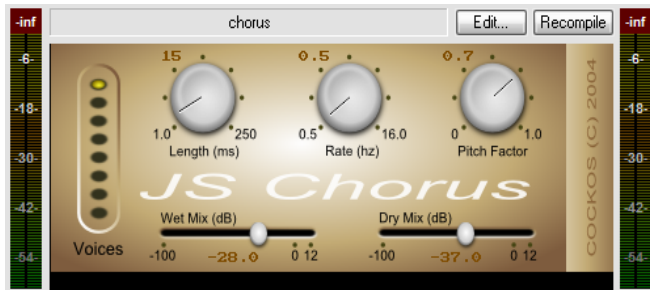 -inf
chorus
Edit...
Recompile
-inf
-6-
-18-
-30-
-42-
-54-
15
1.0 250
Length (ms)
0.5
0.5 16.0
Rate (hz)
0.7
0 1.0
Pitch Factor
JS Chorus
Voices
Wet Mix (dB)
-100 -28.0 0 12
Dry Mix (dB)
-100 -37.0 0 12
COCKOS (C) 2004
-6-
-18-
-30-
-42-
-54-